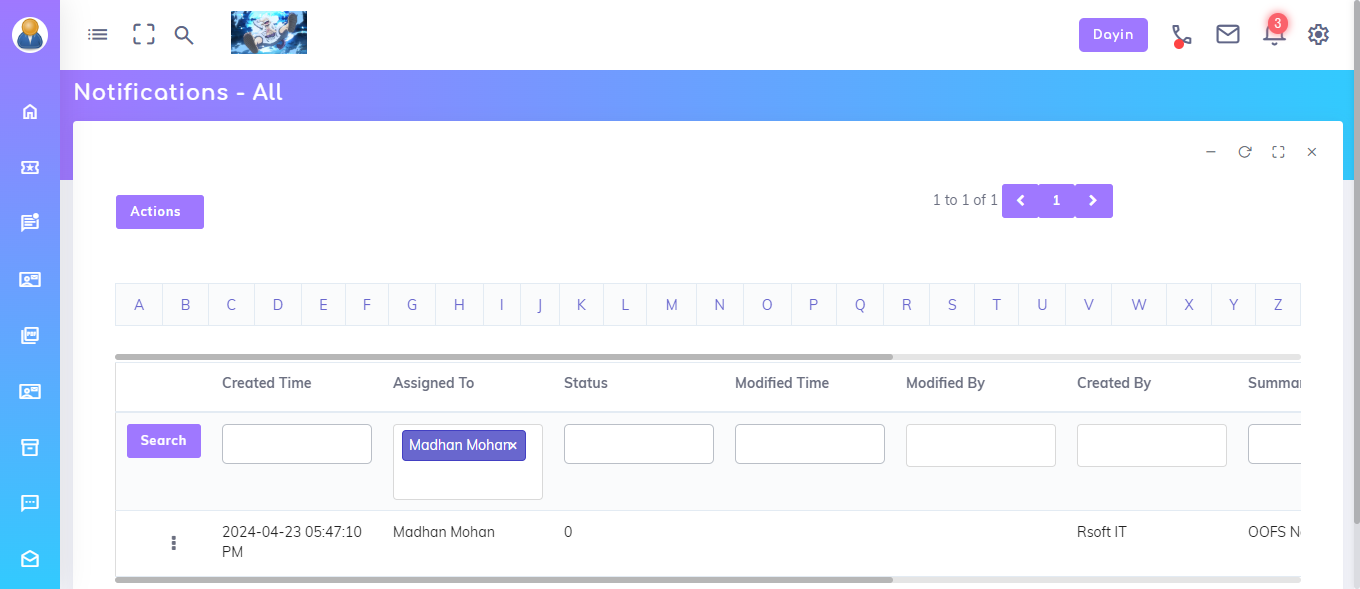 Dayin
3
Notifications - All
Actions
1 to 1 of 1
1
A B C D E F G H I J K L M N O P Q R S T U V W X Y Z
Created Time Assigned To Status Modified Time Modified By Created By Summar
Search
Madhan Mohan×
2024-04-23 05:47:10 Madhan Mohan 0 Rsoft IT OOFS N
PM